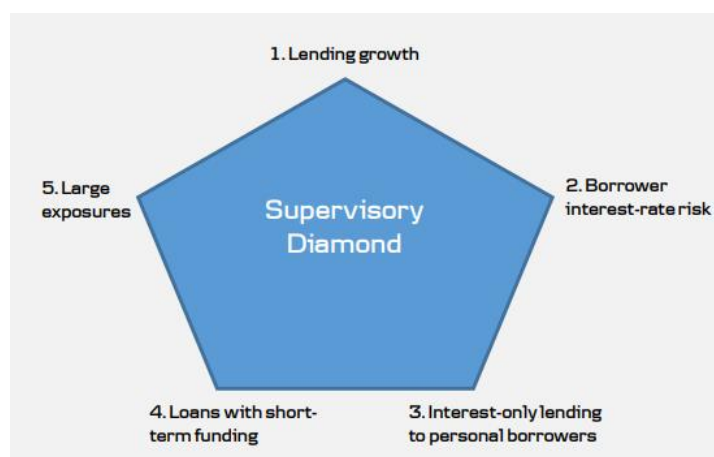 1. Lending growth
2. Borrower
interest-rate risk
3. Interest-only lending
to personal borrowers
4. Loans with short-
term funding
5. Large
exposures
Supervisory
Diamond